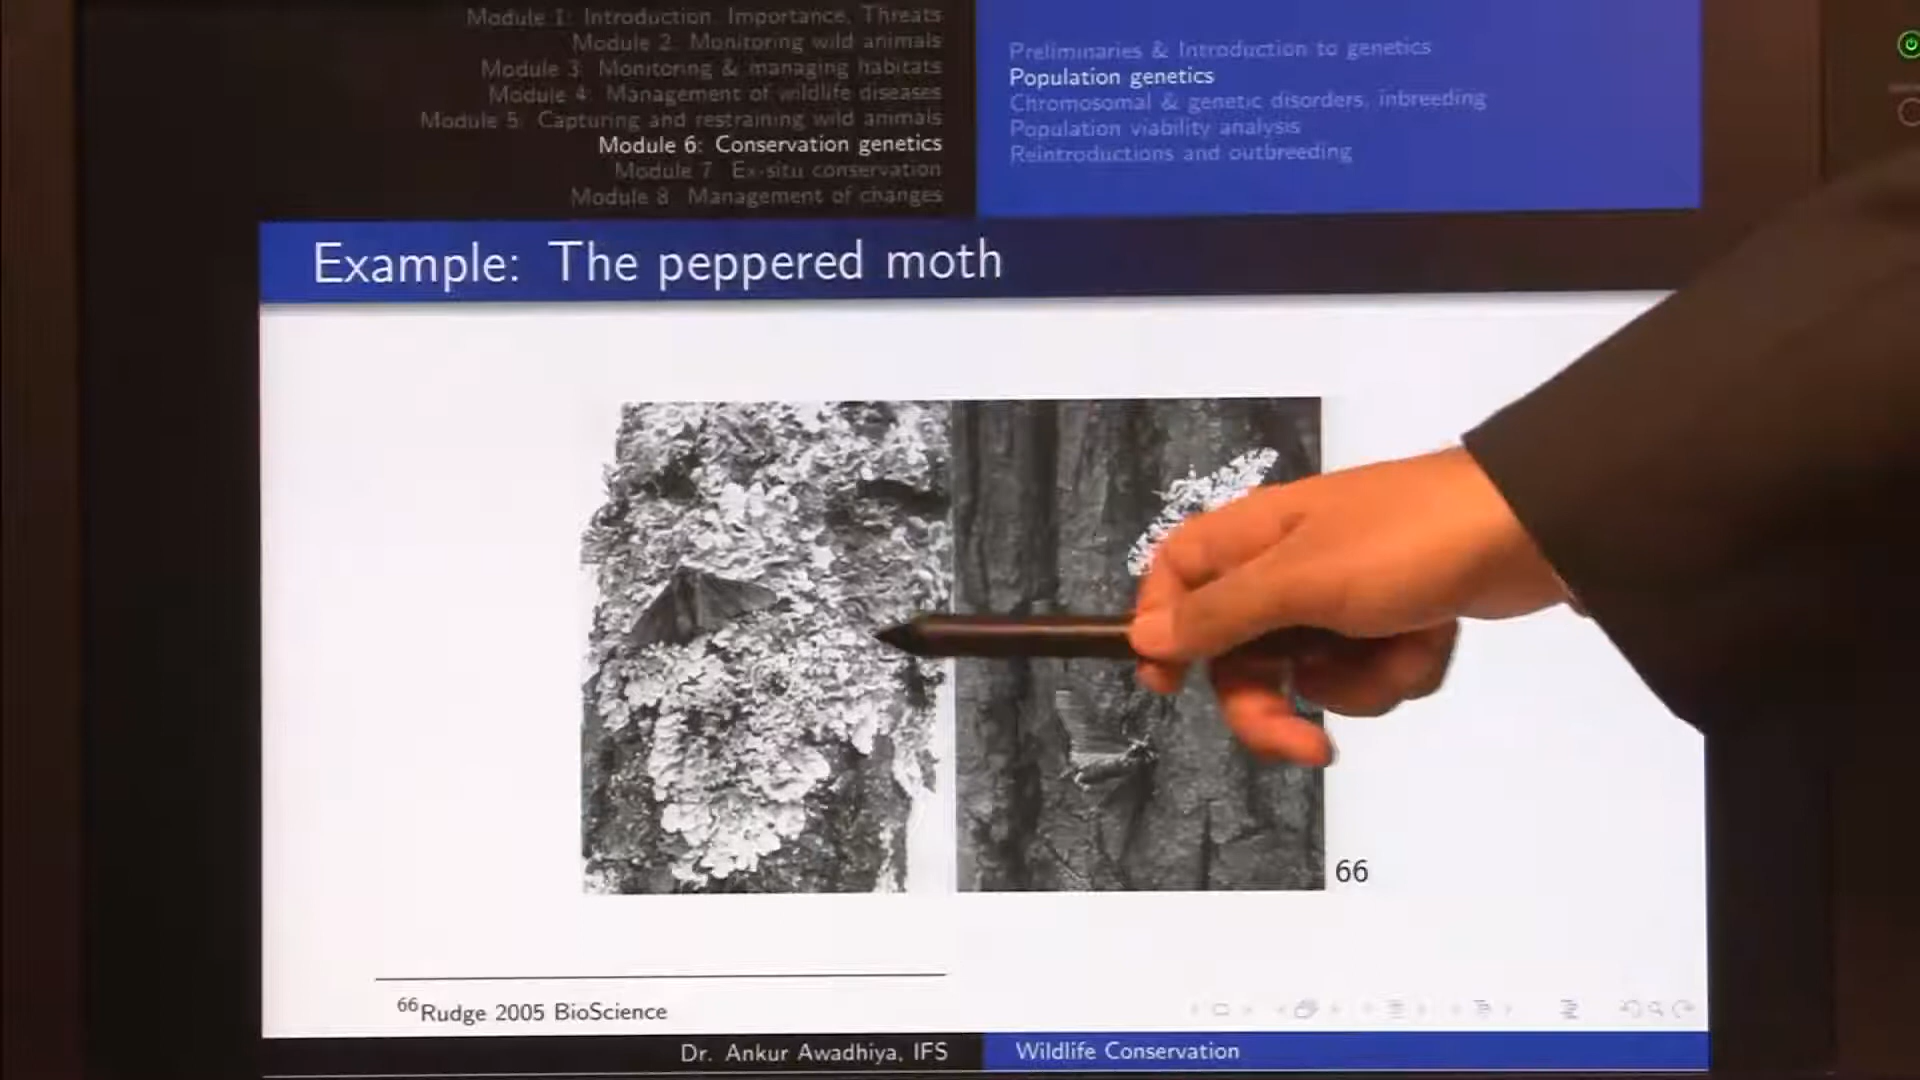 Module 1: Introduction, Importance, Threats
Module 2: Monitoring wild animals
Module 3: Monitoring & managing habitats
Module 4: Management of wildlife diseases
Module 5: Capturing and restraining wild animals
Module 6: Conservation genetics
Module 7: Ex-situ conservation
Module 8: Management of changes
Preliminaries & Introduction to genetics
Population genetics
Chromosomal & genetic disorders, inbreeding
Population viability analysis
Reintroductions and outbreeding
Example: The peppered moth
66
66Rudge 2005 BioScience
Dr. Ankur Awadhiya, IFS
Wildlife Conservation